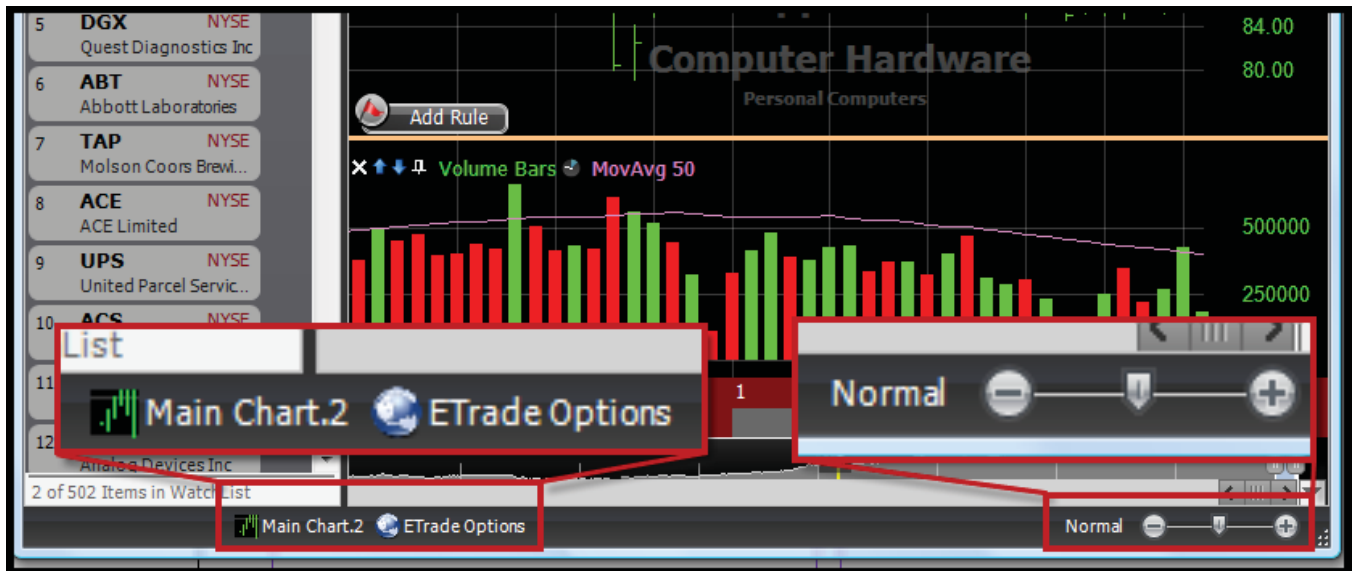 5 DGX NYSE
Quest Diagnostics Inc
6 ABT NYSE
Abbott Laboratories
7 TAP NYSE
Molson Coors Brewi...
8 ACE NYSE
ACE Limited
9 UPS NYSE
United Parcel Servic...
10 ACS NYSE
11
12
Analog Devices Inc
2 of 502 Items in WatchList
84.00
Computer Hardware
80.00
Personal Computers
Add Rule
Volume Bars MovAvg 50
500000
250000
1
List
Main Chart.2 ETrade Options
Normal
Main Chart.2 ETrade Options
Normal